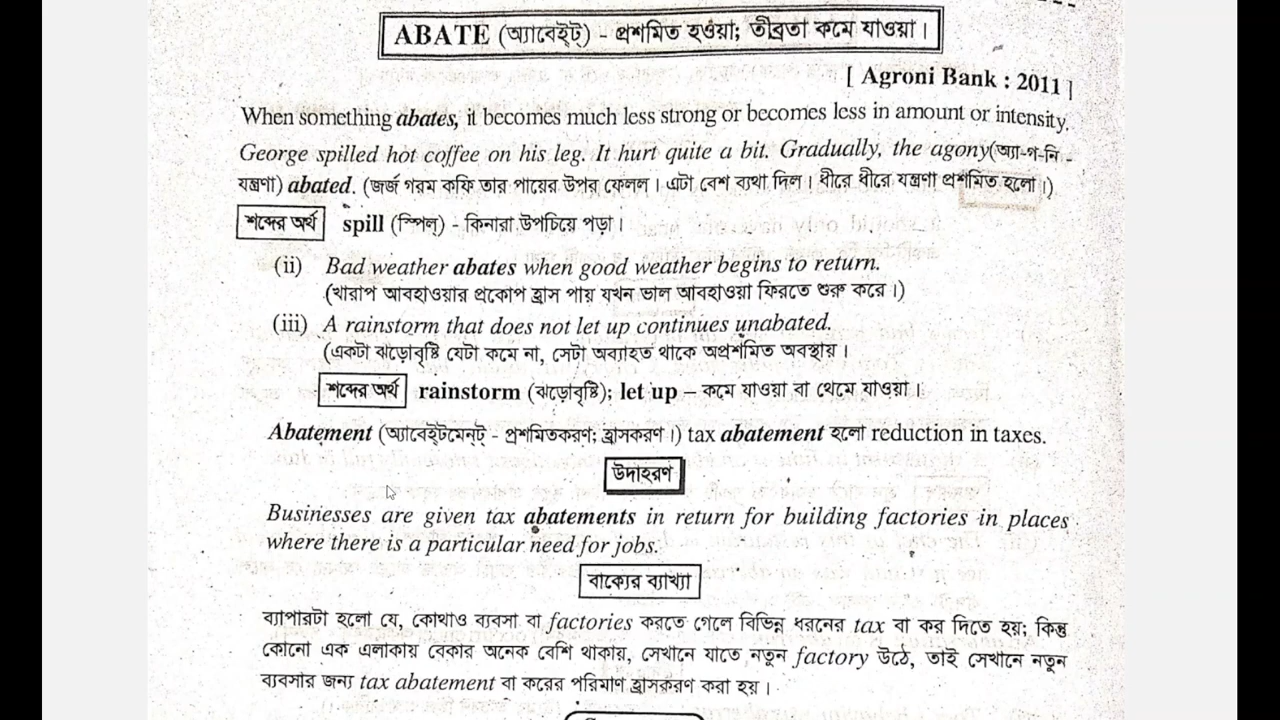 ABATE (অ্যাবেইট্) - প্রশমিত হওয়া; তীব্রতা কমে যাওয়া।
[ Agroni Bank : 2011 ]
When something abates, it becomes much less strong or becomes less in amount or intensity.
George spilled hot coffee on his leg. It hurt quite a bit. Gradually, the agony(অ্যা-গ-নি -
যন্ত্রণা) abated. (জর্জ গরম কফি তার পায়ের উপর ফেলল। এটা বেশ ব্যথা দিল। ধীরে ধীরে যন্ত্রণা প্রশমিত হলো।)
শব্দের অর্থ spill (স্পিল্) - কিনারা উপচিয়ে পড়া।
(ii) Bad weather abates when good weather begins to return.
(খারাপ আবহাওয়ার প্রকোপ হ্রাস পায় যখন ভাল আবহাওয়া ফিরতে শুরু করে।)
(iii) A rainstorm that does not let up continues unabated.
(একটা ঝড়োবৃষ্টি যেটা কমে না, সেটা অব্যাহত থাকে অপ্রশমিত অবস্থায়।
শব্দের অর্থ rainstorm (ঝড়োবৃষ্টি); let up – কমে যাওয়া বা থেমে যাওয়া।
Abatement (অ্যাবেইটমেন্ট্ - প্রশমিতকরণ; হ্রাসকরণ।) tax abatement হলো reduction in taxes.
উদাহরণ
Businesses are given tax abatements in return for building factories in places
where there is a particular need for jobs.
বাক্যের ব্যাখ্যা
ব্যাপারটা হলো যে, কোথাও ব্যবসা বা factories করতে গেলে বিভিন্ন ধরনের tax বা কর দিতে হয়; কিন্তু
কোনো এক এলাকায় বেকার অনেক বেশি থাকায়, সেখানে যাতে নতুন factory উঠে, তাই সেখানে নতুন
ব্যবসার জন্য tax abatement বা করের পরিমাণ হ্রাসকরণ করা হয়।